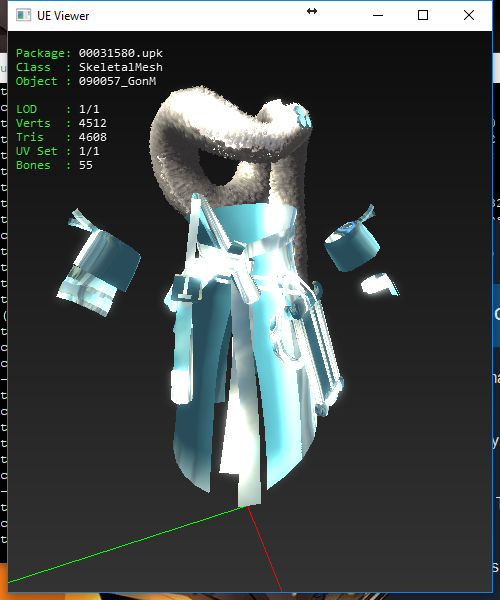 UE Viewer
Package: 00031580.upk
Class : SkeletalMesh
Object : 090057_GonM
LOD : 1/1
Verts : 4512
Tris : 4608
UV Set : 1/1
Bones : 55